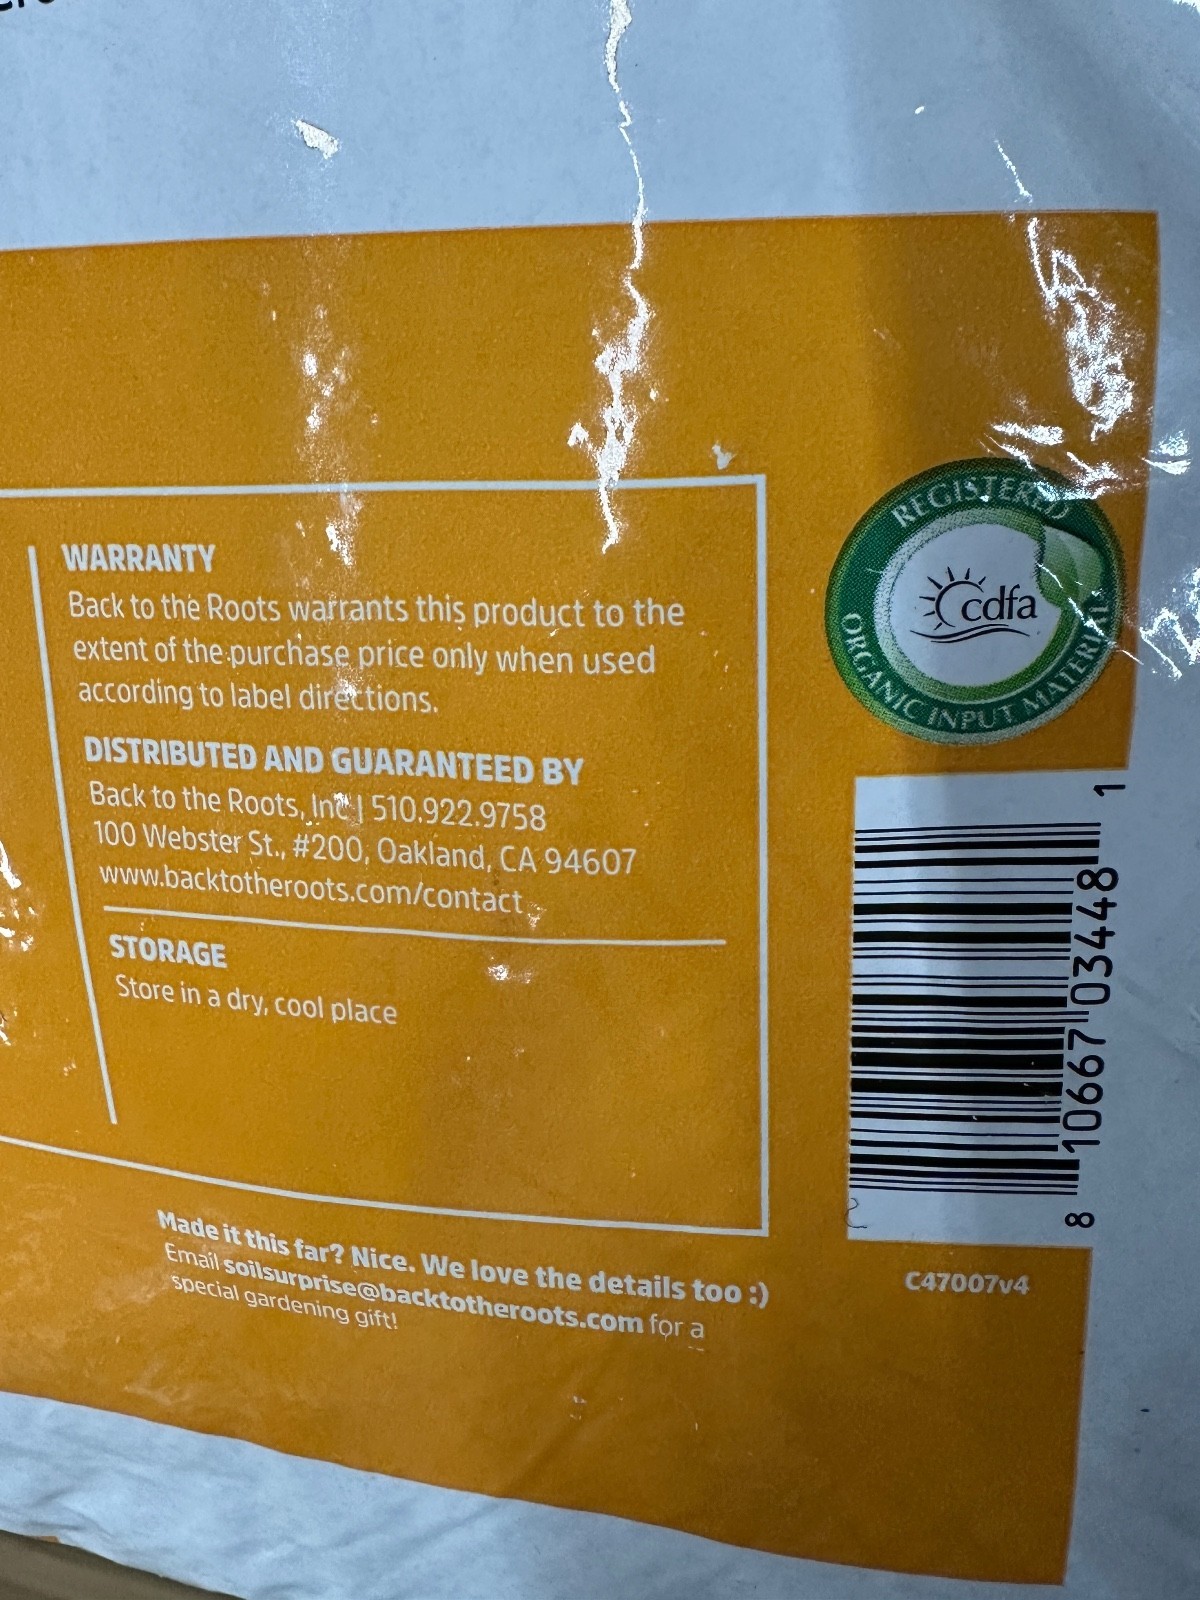 WARRANTY
Back to the Roots warrants this product to the
extent of the purchase price only when used
according to label directions.
DISTRIBUTED AND GUARANTEED BY
Back to the Roots, Inc | 510.922.9758
100 Webster St., #200, Oakland, CA 94607
www.backtotheroots.com/contact
STORAGE
Store in a dry, cool place
Made it this far? Nice. We love the details too :)
Email soilsurprise@backtotheroots.com for a
special gardening gift!
REGISTERED
cdfa
ORGANIC INPUT MATERIAL
8 10667 03448 1
C47007v4